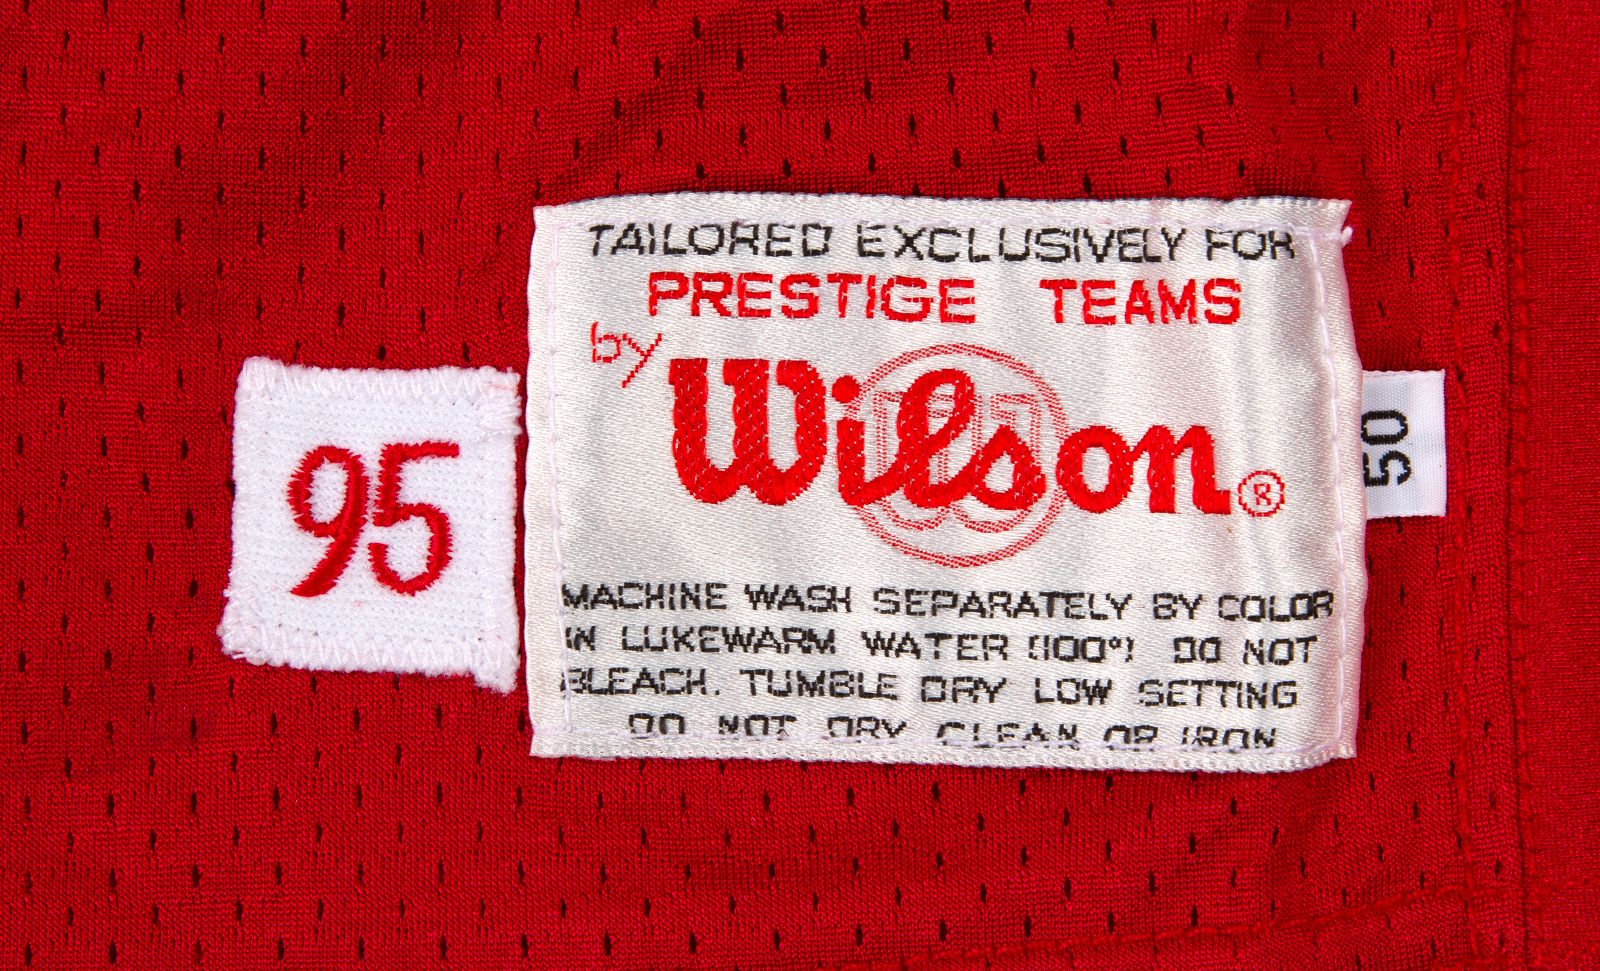 TAILORED EXCLUSIVELY FOR
PRESTIGE TEAMS
by
Wilson®
MACHINE WASH SEPARATELY BY COLOR
IN LUKEWARM WATER (100°) DO NOT
BLEACH. TUMBLE DRY LOW SETTING
DO NOT DRY CLEAN OR IRON
95
50